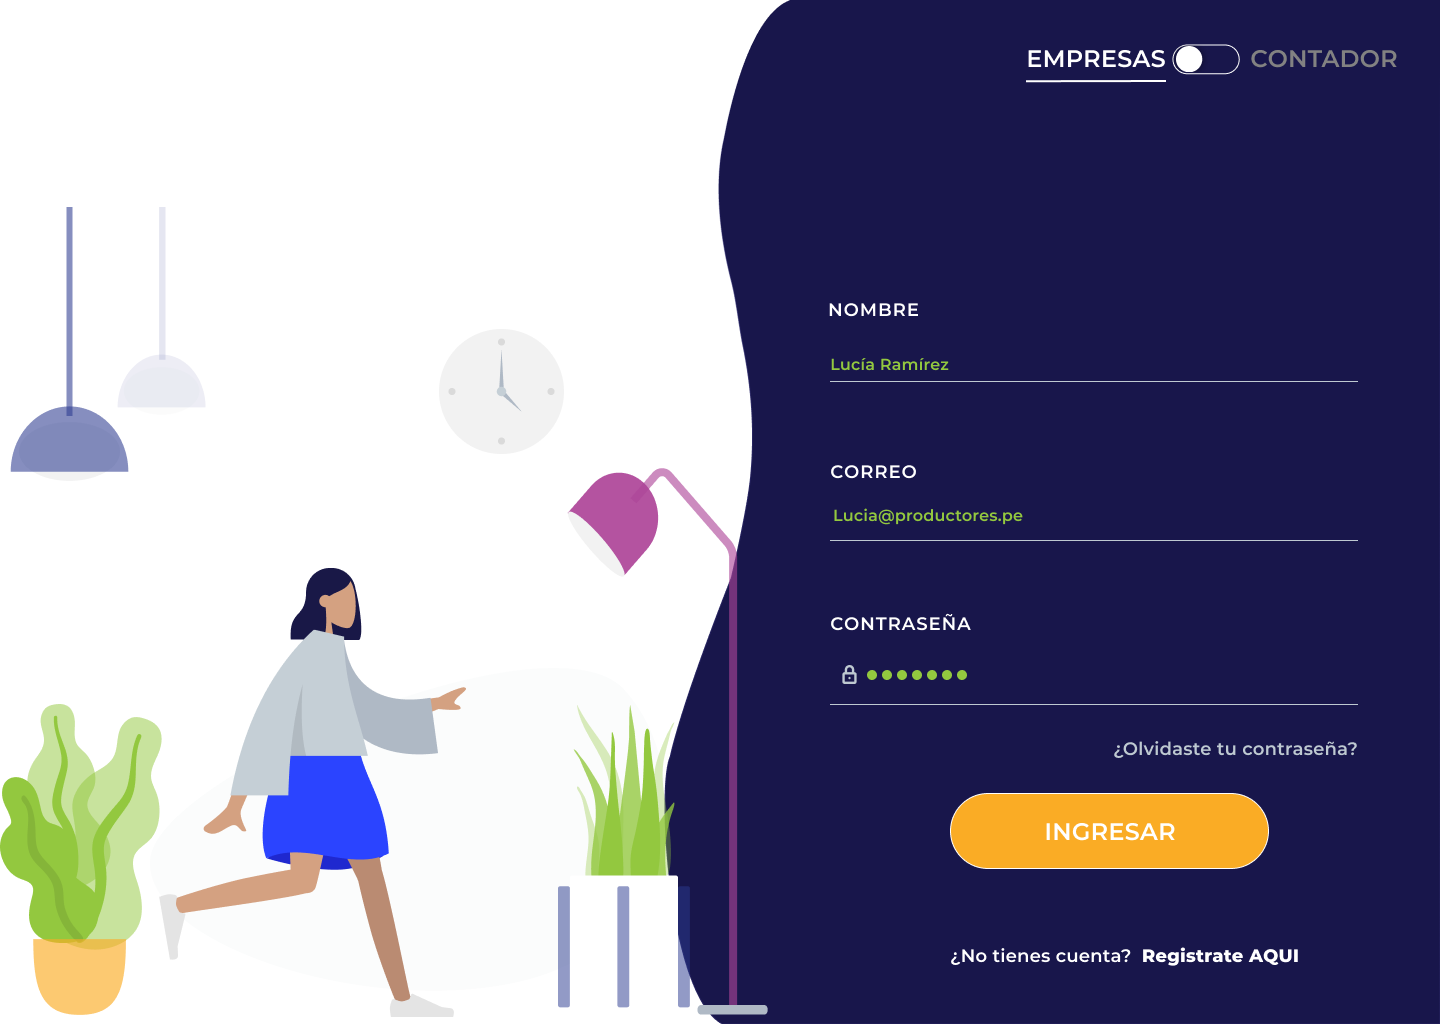 EMPRESAS CONTADOR
NOMBRE
Lucía Ramírez
CORREO
Lucia@productores.pe
CONTRASEÑA
¿Olvidaste tu contraseña?
INGRESAR
¿No tienes cuenta? Registrate AQUI